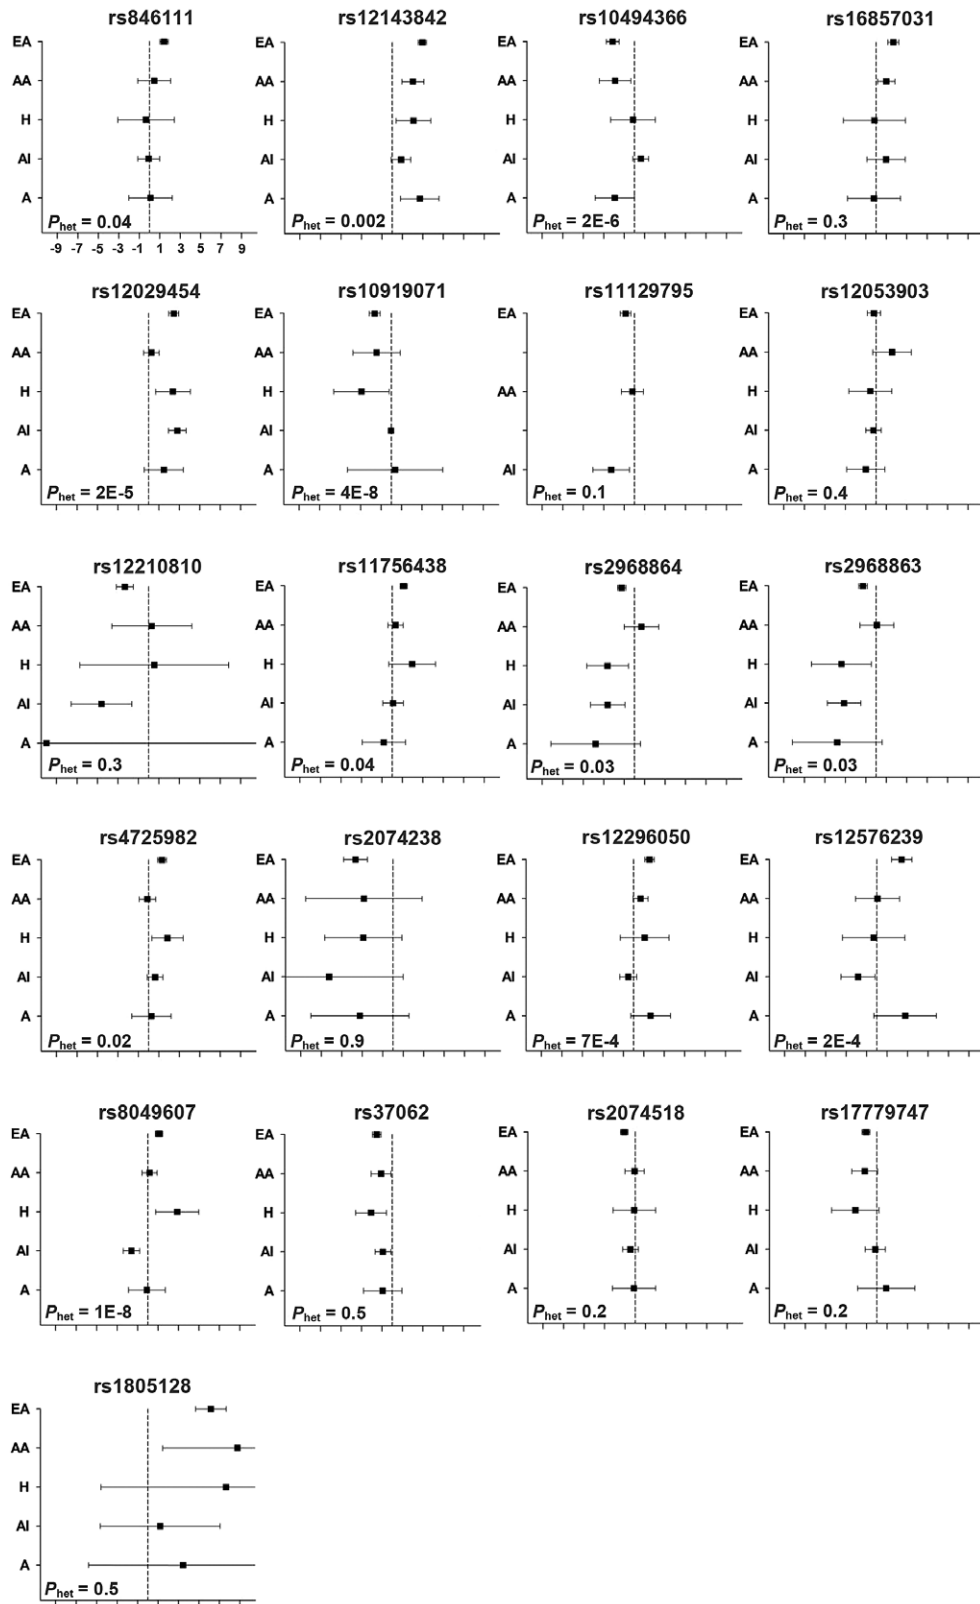 rs846111 rs12143842 rs10494366 rs16857031
EA EA EA EA
AA AA AA AA
H H H H
AI AI AI AI
A A A A
Phet = 0.04 Phet = 0.002 Phet = 2E-6 Phet = 0.3
-9 -7 -5 -3 -1 1 3 5 7 9
rs12029454 rs10919071 rs11129795 rs12053903
EA EA EA EA
AA AA AA
H H AA H
AI AI AI
A A AI A
Phet = 2E-5 Phet = 4E-8 Phet = 0.1 Phet = 0.4
rs12210810 rs11756438 rs2968864 rs2968863
EA EA EA EA
AA AA AA AA
H H H H
AI AI AI AI
A A A A
Phet = 0.3 Phet = 0.04 Phet = 0.03 Phet = 0.03
rs4725982 rs2074238 rs12296050 rs12576239
EA EA EA EA
AA AA AA AA
H H H H
AI AI AI AI
A A A A
Phet = 0.02 Phet = 0.9 Phet = 7E-4 Phet = 2E-4
rs8049607 rs37062 rs2074518 rs17779747
EA EA EA EA
AA AA AA AA
H H H H
AI AI AI AI
A A A A
Phet = 1E-8 Phet = 0.5 Phet = 0.2 Phet = 0.2
rs1805128
EA
AA
H
AI
A
Phet = 0.5